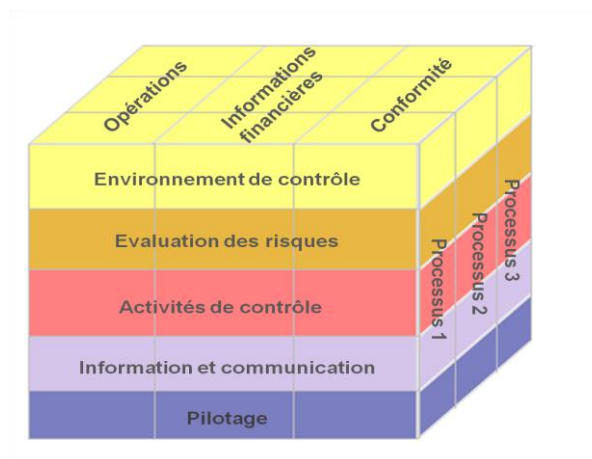 Opérations
Informations
financières
Conformité
Environnement de contrôle
Evaluation des risques
Activités de contrôle
Information et communication
Pilotage
Processus 1
Processus 2
Processus 3